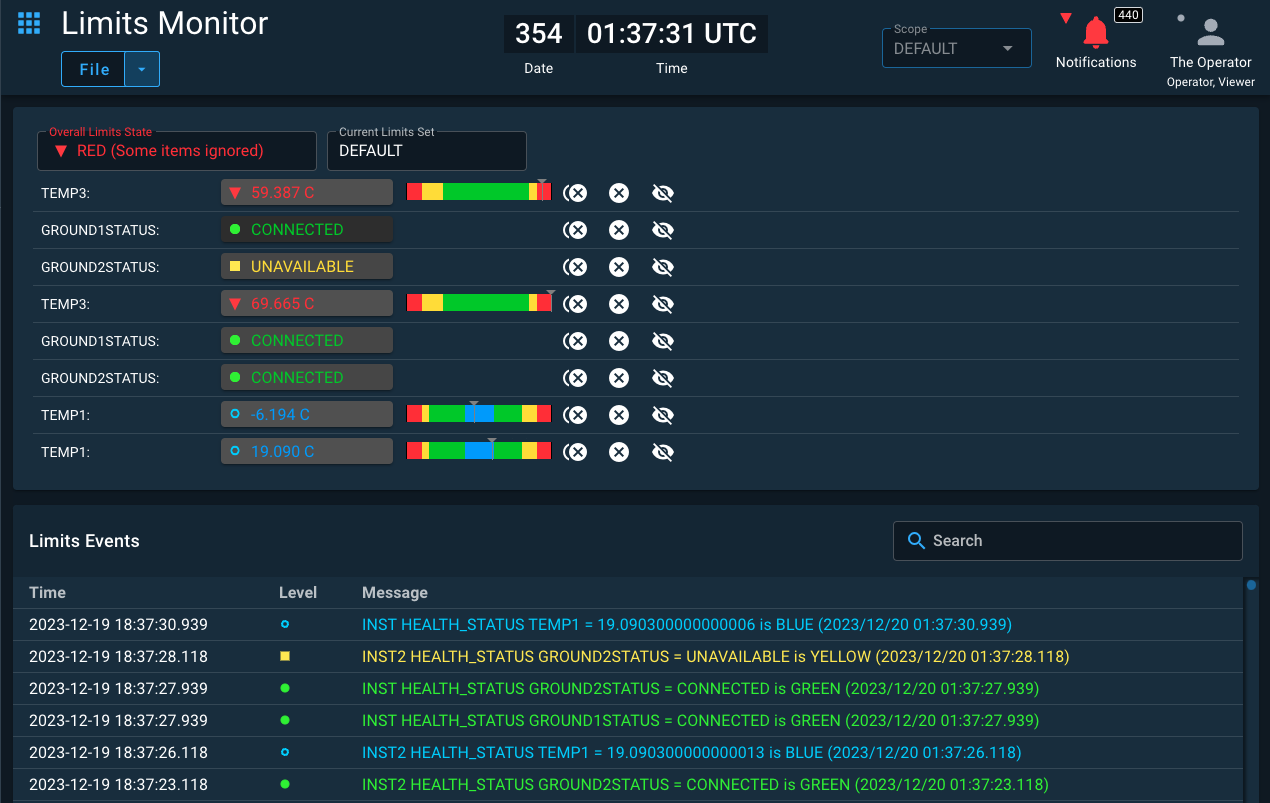 Limits Monitor
File
354 01:37:31 UTC
Date Time
Scope
DEFAULT
440
Notifications
The Operator
Operator, Viewer
Overall Limits State
RED (Some items ignored)
Current Limits Set
DEFAULT
TEMP3: 59.387 C
GROUND1STATUS: CONNECTED
GROUND2STATUS: UNAVAILABLE
TEMP3: 69.665 C
GROUND1STATUS: CONNECTED
GROUND2STATUS: CONNECTED
TEMP1: -6.194 C
TEMP1: 19.090 C
Limits Events
Search
Time Level Message
2023-12-19 18:37:30.939 INST HEALTH_STATUS TEMP1 = 19.090300000000006 is BLUE (2023/12/20 01:37:30.939)
2023-12-19 18:37:28.118 INST2 HEALTH_STATUS GROUND2STATUS = UNAVAILABLE is YELLOW (2023/12/20 01:37:28.118)
2023-12-19 18:37:27.939 INST HEALTH_STATUS GROUND2STATUS = CONNECTED is GREEN (2023/12/20 01:37:27.939)
2023-12-19 18:37:27.939 INST HEALTH_STATUS GROUND1STATUS = CONNECTED is GREEN (2023/12/20 01:37:27.939)
2023-12-19 18:37:26.118 INST2 HEALTH_STATUS TEMP1 = 19.090300000000013 is BLUE (2023/12/20 01:37:26.118)
2023-12-19 18:37:23.118 INST2 HEALTH_STATUS GROUND2STATUS = CONNECTED is GREEN (2023/12/20 01:37:23.118)